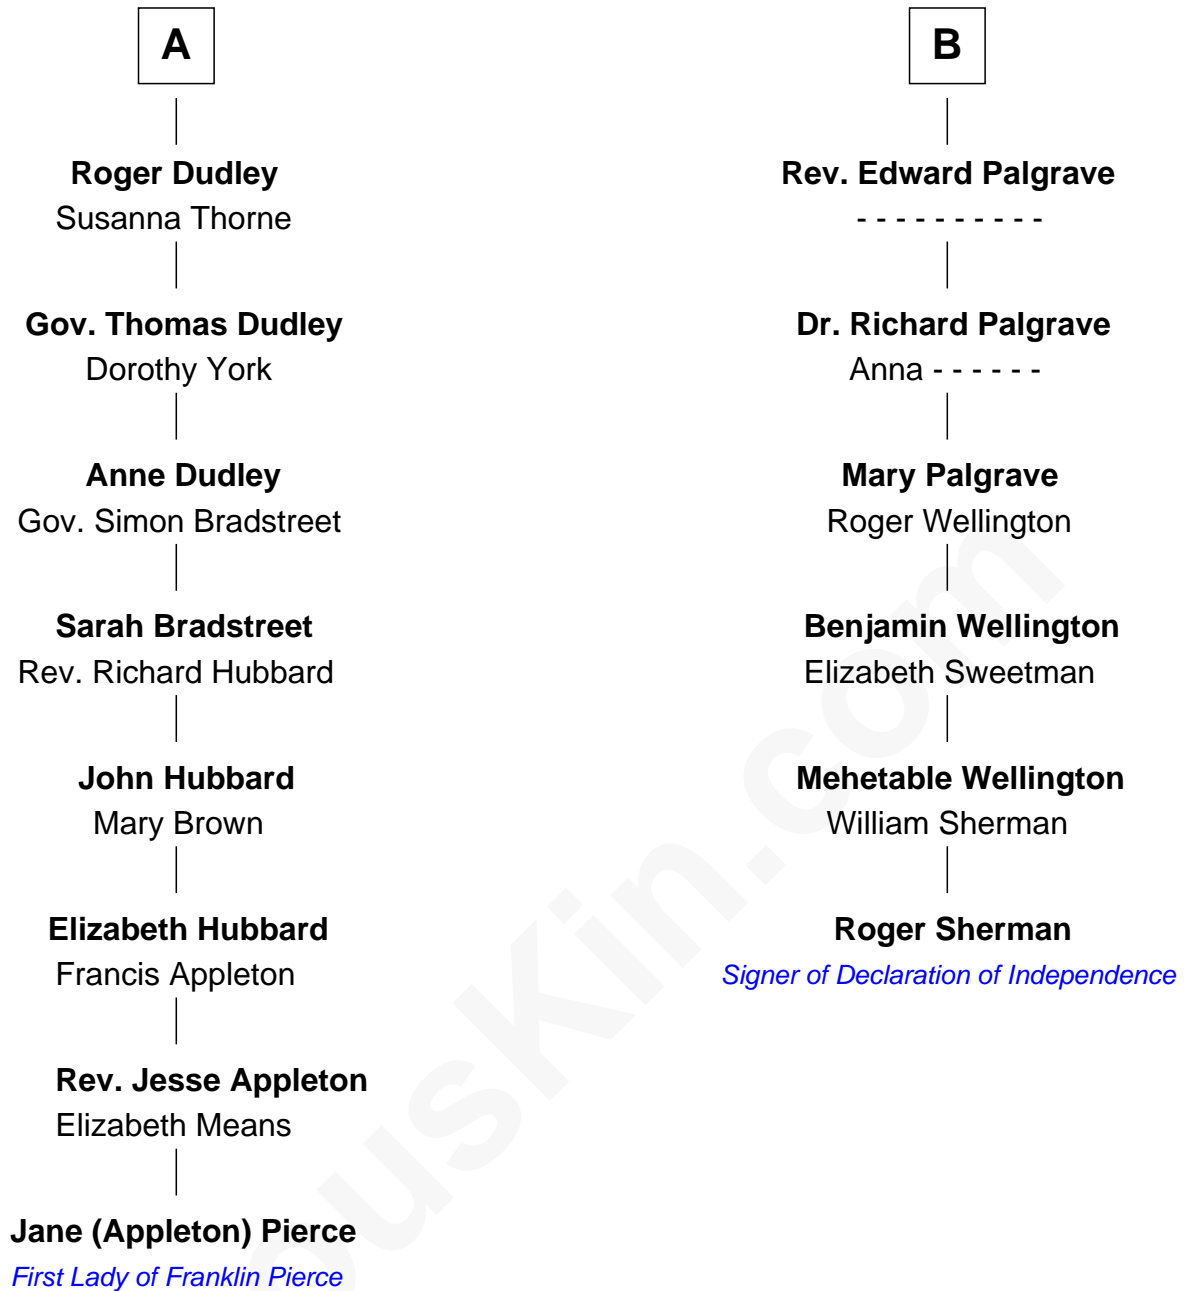 A
Roger Dudley
Susanna Thorne
Gov. Thomas Dudley
Dorothy York
Anne Dudley
Gov. Simon Bradstreet
Sarah Bradstreet
Rev. Richard Hubbard
John Hubbard
Mary Brown
Elizabeth Hubbard
Francis Appleton
Rev. Jesse Appleton
Elizabeth Means
Jane (Appleton) Pierce
First Lady of Franklin Pierce
B
Rev. Edward Palgrave
- - - - - - - - - -
Dr. Richard Palgrave
Anna - - - - - -
Mary Palgrave
Roger Wellington
Benjamin Wellington
Elizabeth Sweetman
Mehetable Wellington
William Sherman
Roger Sherman
Signer of Declaration of Independence
ouskin.com